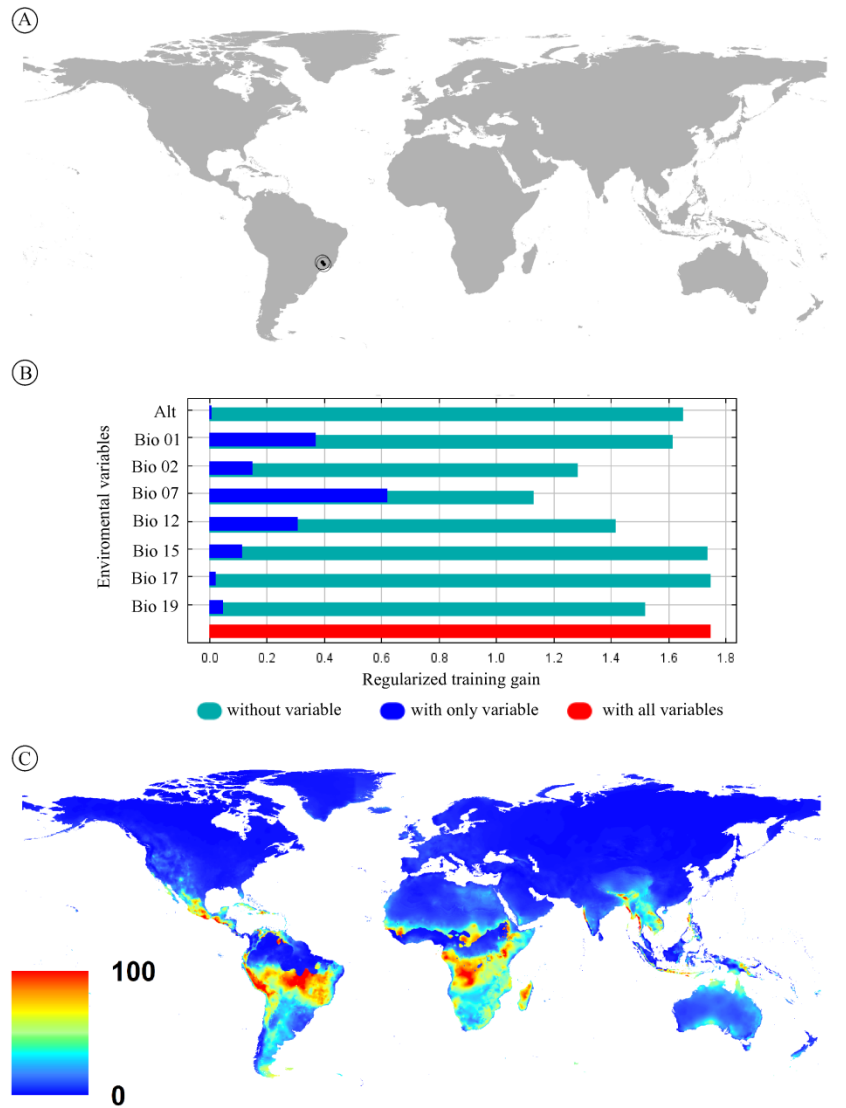 A
B
Enviromental variables
Alt
Bio 01
Bio 02
Bio 07
Bio 12
Bio 15
Bio 17
Bio 19
0.0 0.2 0.4 0.6 0.8 1.0 1.2 1.4 1.6 1.8
Regularized training gain
without variable with only variable with all variables
C
100
0